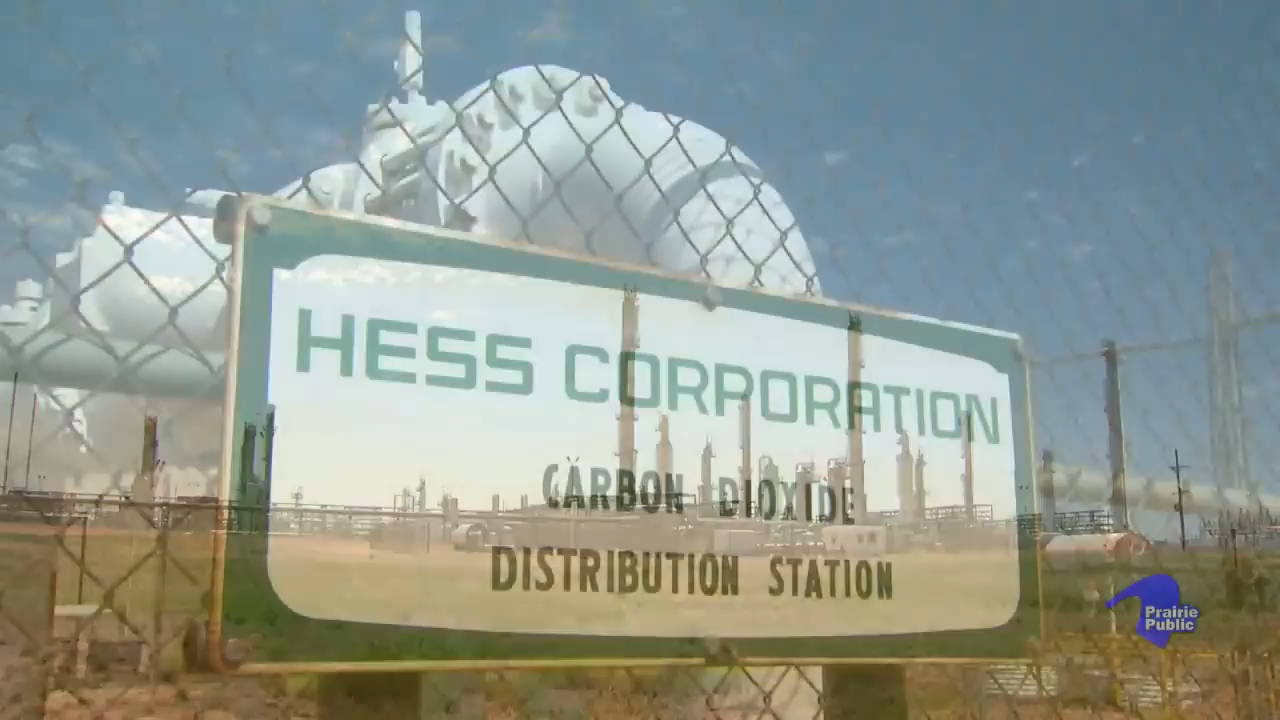 HESS CORPORATION
CARBON DIOXIDE
DISTRIBUTION STATION
Prairie
Public